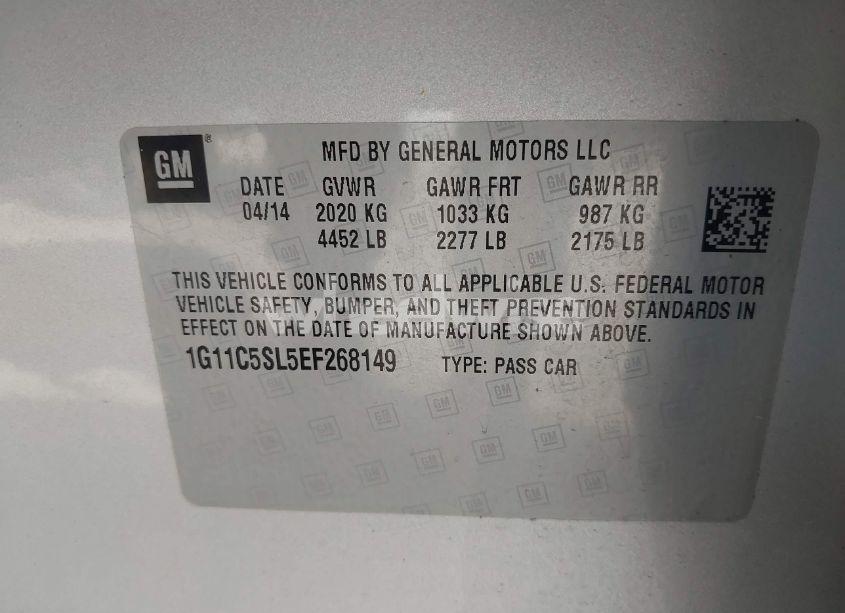 GM ®
MFD BY GENERAL MOTORS LLC
DATE GVWR GAWR FRT GAWR RR
04/14 2020 KG 1033 KG 987 KG
4452 LB 2277 LB 2175 LB
THIS VEHICLE CONFORMS TO ALL APPLICABLE U.S. FEDERAL MOTOR
VEHICLE SAFETY, BUMPER, AND THEFT PREVENTION STANDARDS IN
EFFECT ON THE DATE OF MANUFACTURE SHOWN ABOVE.
1G11C5SL5EF268149 TYPE: PASS CAR